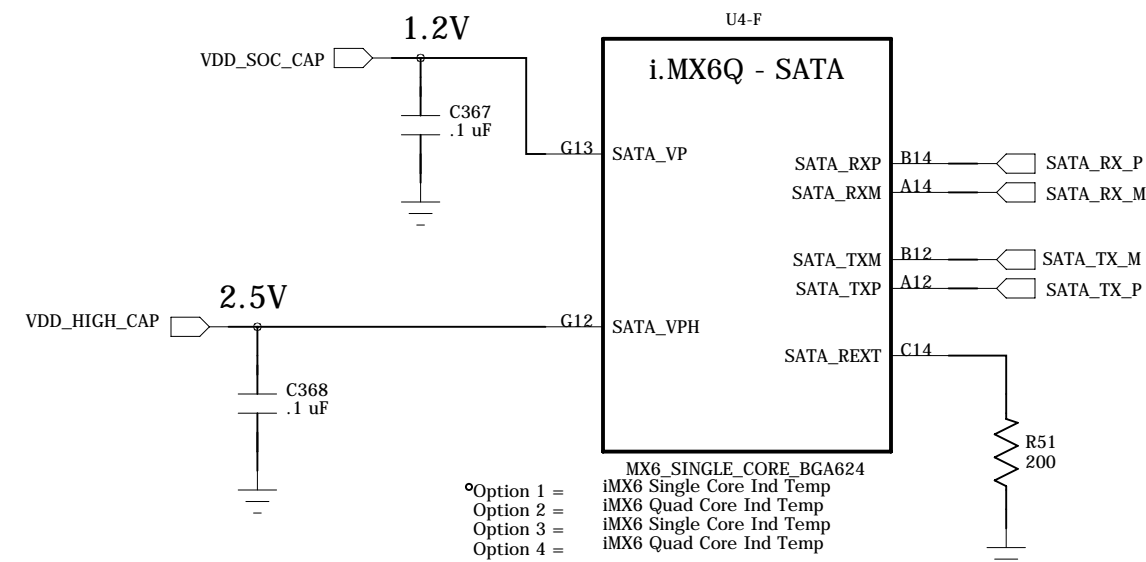 U4-F
1.2V
i.MX6Q - SATA
VDD_SOC_CAP
C367
.1 uF
G13
SATA_VP
SATA_RXP
B14
SATA_RX_P
SATA_RXM
A14
SATA_RX_M
SATA_TXM
B12
SATA_TX_M
SATA_TXP
A12
SATA_TX_P
2.5V
VDD_HIGH_CAP
G12
SATA_VPH
SATA_REXT
C14
C368
.1 uF
R51
200
MX6_SINGLE_CORE_BGA624
Option 1 = iMX6 Single Core Ind Temp
Option 2 = iMX6 Quad Core Ind Temp
Option 3 = iMX6 Single Core Ind Temp
Option 4 = iMX6 Quad Core Ind Temp